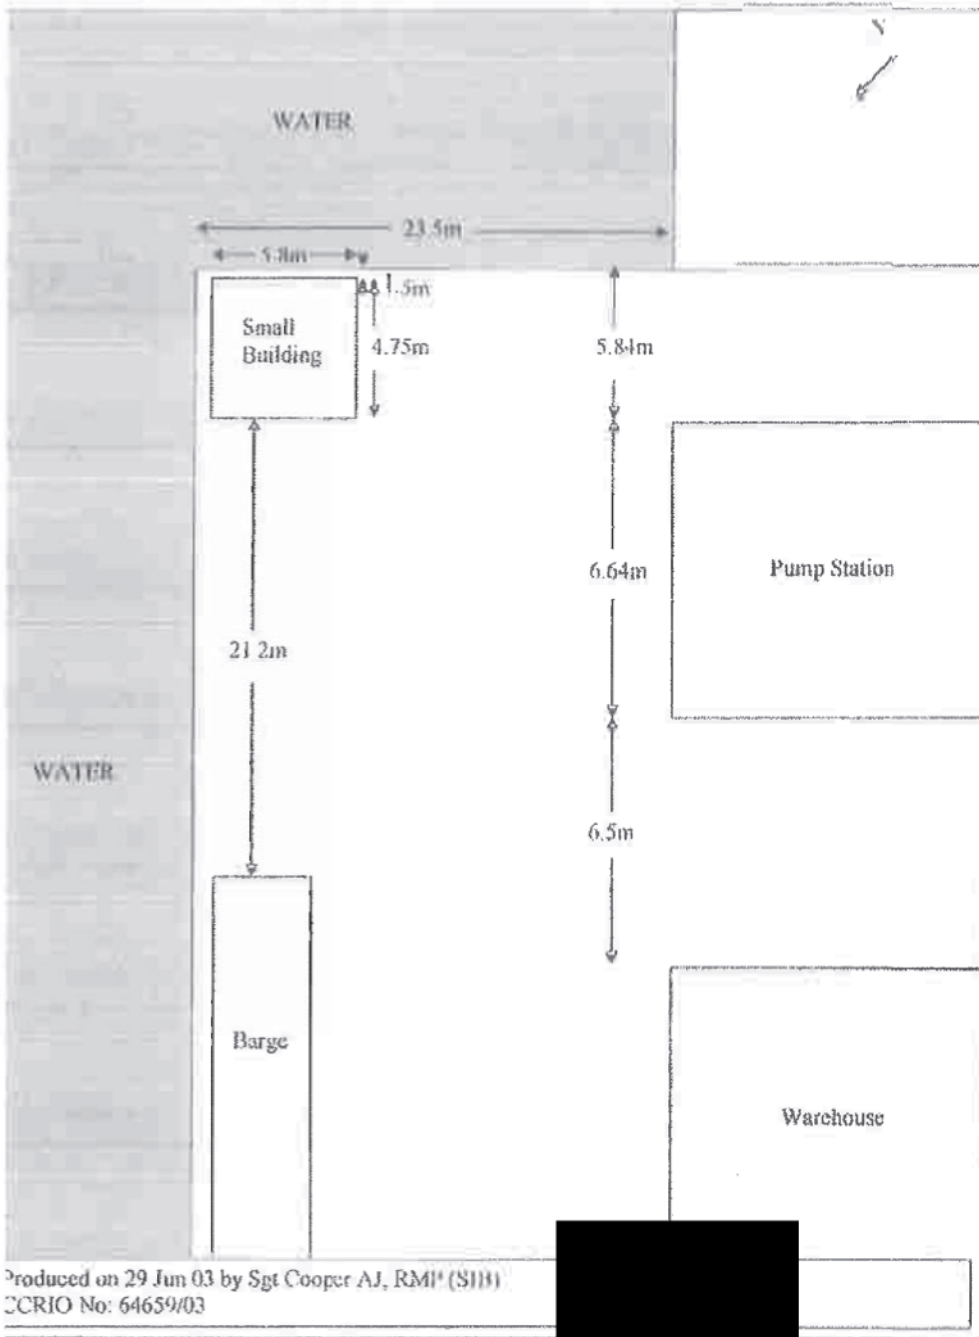 N
WATER
23.5m
5.8m
1.5m
Small
Building
4.75m
5.84m
6.64m
Pump Station
21.2m
WATER
6.5m
Barge
Warehouse
Produced on 29 Jun 03 by Sgt Cooper AJ, RMP (SIB)
CCRIO No: 64659/03